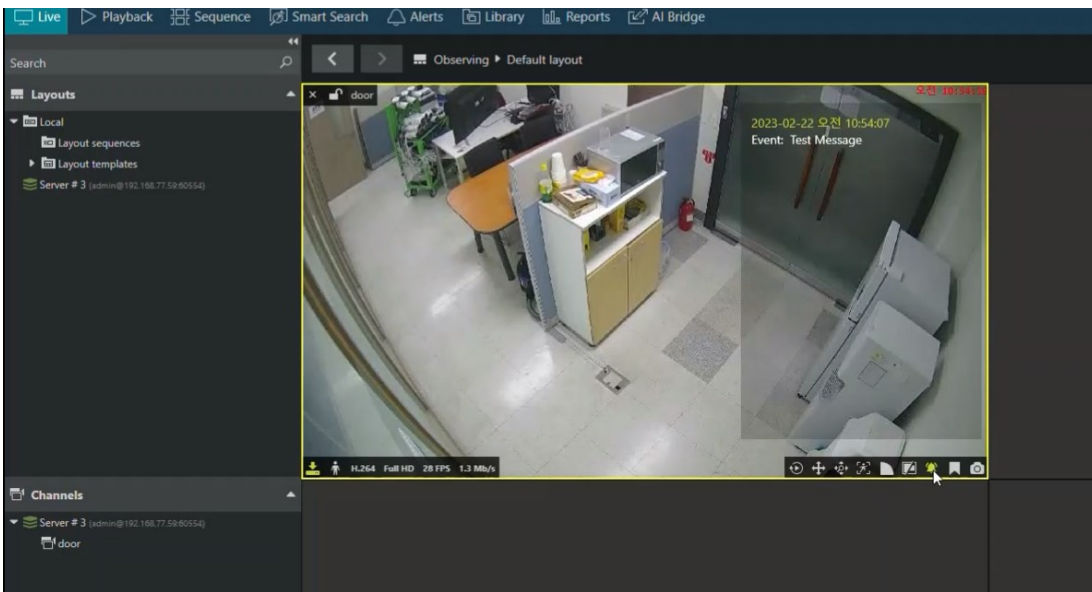 Live Playback Sequence Smart Search Alerts Library Reports AI Bridge
Search
Observing Default layout
Layouts
Local
Layout sequences
Layout templates
Server # 3 (admin@192.168.77.59:60554)
door
오전
2023-02-22 오전 10:54:07
Event: Test Message
H.264 Full HD 28 FPS 1.3 Mb/s
Channels
Server # 3 (admin@192.168.77.59:60554)
door